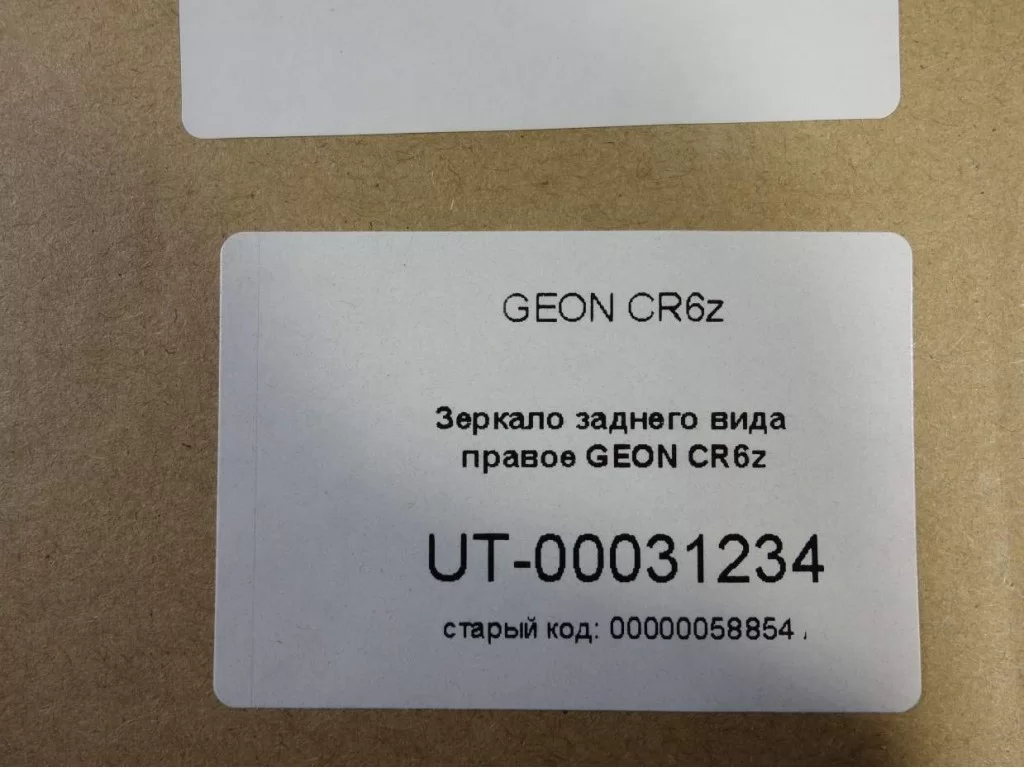 GEON CR6z
Зеркало заднего вида
правое GEON CR6z
UT-00031234
старый код: 00000058854 ,